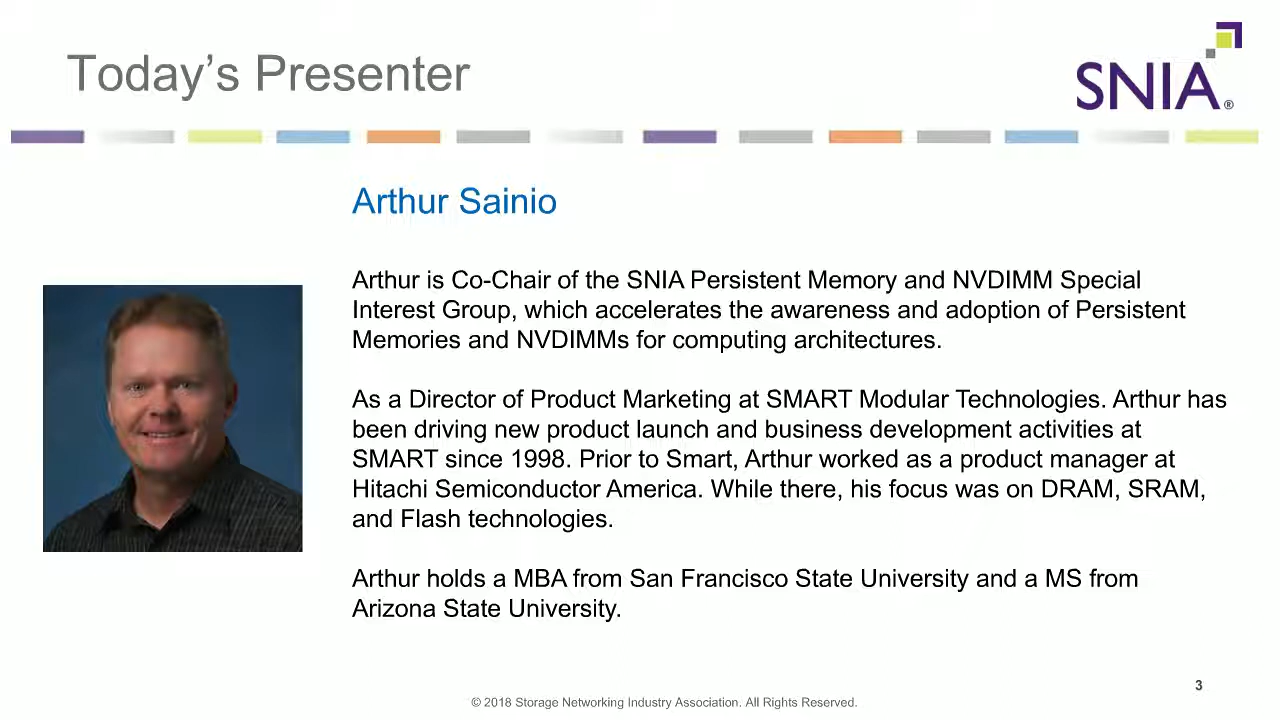 Today’s Presenter
SNIA®
Arthur Sainio
Arthur is Co-Chair of the SNIA Persistent Memory and NVDIMM Special
Interest Group, which accelerates the awareness and adoption of Persistent
Memories and NVDIMMs for computing architectures.
As a Director of Product Marketing at SMART Modular Technologies. Arthur has
been driving new product launch and business development activities at
SMART since 1998. Prior to Smart, Arthur worked as a product manager at
Hitachi Semiconductor America. While there, his focus was on DRAM, SRAM,
and Flash technologies.
Arthur holds a MBA from San Francisco State University and a MS from
Arizona State University.
3
© 2018 Storage Networking Industry Association. All Rights Reserved.